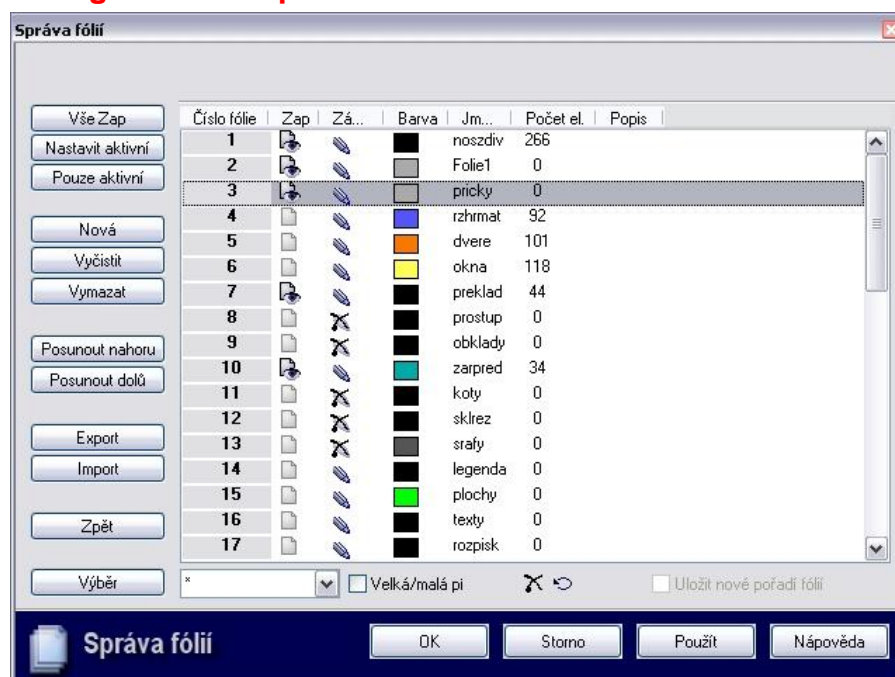 Správa fólií
Vše Zap
Nastavit aktivní
Pouze aktivní
Nová
Vyčistit
Vymazat
Posunout nahoru
Posunout dolů
Export
Import
Zpět
Výběr
Číslo fólie Zap Zá... Barva Jm... Počet el. Popis
1 noszdiv 266
2 Folie1 0
3 pricky 0
4 rzhrmat 92
5 dvere 101
6 okna 118
7 preklad 44
8 prostup 0
9 obklady 0
10 zarpred 34
11 koty 0
12 sklrez 0
13 srafy 0
14 legenda 0
15 plochy 0
16 texty 0
17 rozpisk 0
* Velká/malá pi Uložit nové pořadí fólií
Správa fólií OK Storno Použít Nápověda